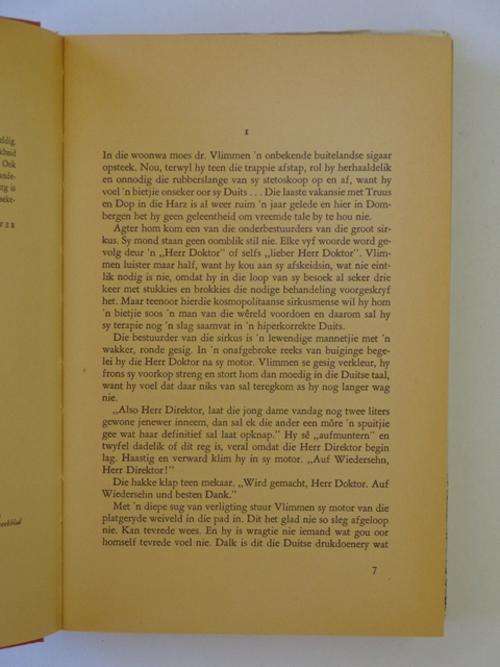 eldig,
kheid
Ook
ande-
ttig is
beke-
VER
eekblad
I
In die woonwa moes dr. Vlimmen 'n onbekende buitelandse sigaar
opsteek. Nou, terwyl hy teen die trappie afstap, rol hy herhaaldelik
en onnodig die rubberslange van sy stetoskoop op en af, want hy
voel 'n bietjie onseker oor sy Duits . . . Die laaste vakansie met Truus
en Dop in die Harz is al weer ruim 'n jaar gelede en hier in Dom-
bergen het hy geen geleentheid om vreemde tale by te hou nie.
Agter hom kom een van die onderbestuurders van die groot sir-
kus. Sy mond staan geen oomblik stil nie. Elke vyf woorde word ge-
volg deur 'n „Herr Doktor" of selfs „lieber Herr Doktor". Vlim-
men luister maar half, want hy kou aan sy afskeidsin, wat nie eint-
lik nodig is nie, omdat hy in die loop van sy besoek al seker drie
keer met stukkies en brokkies die nodige behandeling voorgeskryf
het. Maar teenoor hierdie kosmopolitaanse sirkusmense wil hy hom
'n bietjie soos 'n man van die wêreld voordoen en daarom sal hy
sy terapie nog 'n slag saamvat in 'n hiperkorrekte Duits.
Die bestuurder van die sirkus is 'n lewendige mannetjie met 'n
wakker, ronde gesig. In 'n onafgebroke reeks van buiginge bege-
lei hy die Herr Doktor na sy motor. Vlimmen se gesig verkleur, hy
frons sy voorkop streng en stort hom dan moedig in die Duitse taal,
want hy voel dat daar niks van sal teregkom as hy nog langer wag
nie.
„Also Herr Direktor, laat die jong dame vandag nog twee liters
gewone jenewer inneem, dan sal ek die ander een môre 'n spuitjie
gee wat haar definitief sal laat opknap." Hy sê „aufmuntern" en
twyfel dadelik of dit reg is, veral omdat die Herr Direktor begin
lag. Haastig en verward klim hy in sy motor. „Auf Wiedersehn,
Herr Direktor!"
Die hakke klap teen mekaar. „Wird gemacht, Herr Doktor. Auf
Wiedersehn und besten Dank."
Met 'n diepe sug van verligting stuur Vlimmen sy motor van die
platgeryde weiveld in die pad in. Dit het glad nie so sleg afgeloop
nie. Kan tevrede wees. En hy is wragtie nie iemand wat gou oor
homself tevrede voel nie. Dalk is dit die Duitse drukdoenery wat
7